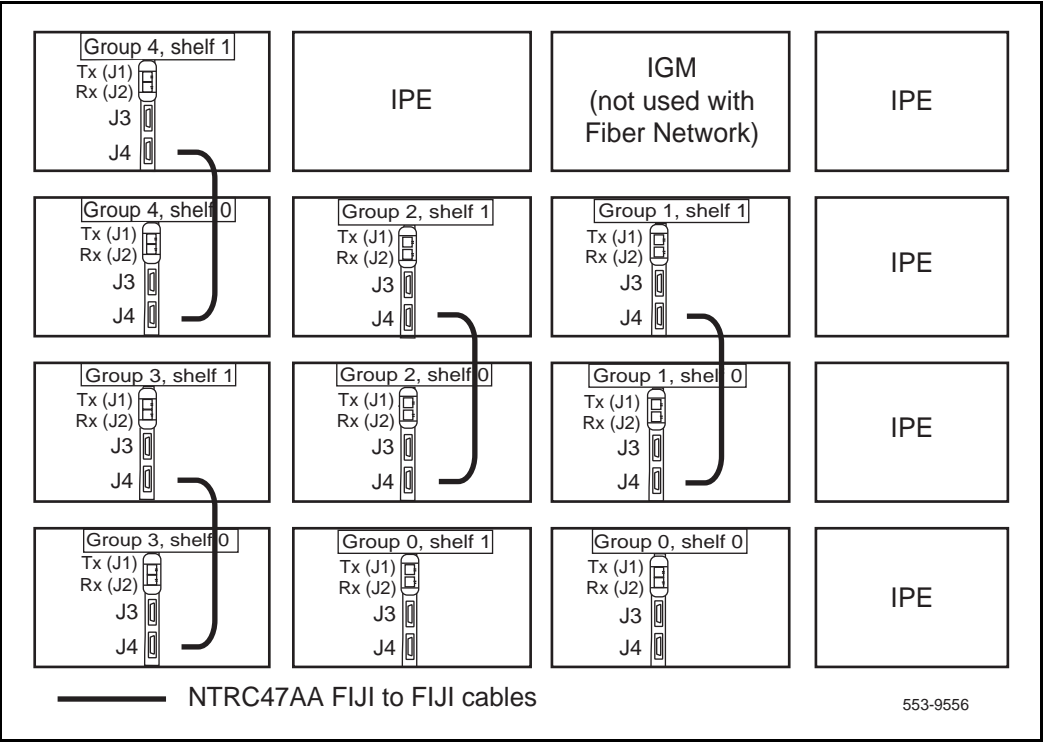 Group 4, shelf 1
Tx (J1)
Rx (J2)
J3
J4
IPE
IGM
(not used with
Fiber Network)
IPE
Group 4, shelf 0
Tx (J1)
Rx (J2)
J3
J4
Group 2, shelf 1
Tx (J1)
Rx (J2)
J3
J4
Group 1, shelf 1
Tx (J1)
Rx (J2)
J3
J4
IPE
Group 3, shelf 1
Tx (J1)
Rx (J2)
J3
J4
Group 2, shelf 0
Tx (J1)
Rx (J2)
J3
J4
Group 1, shelf 0
Tx (J1)
Rx (J2)
J3
J4
IPE
Group 3, shelf 0
Tx (J1)
Rx (J2)
J3
J4
Group 0, shelf 1
Tx (J1)
Rx (J2)
J3
J4
Group 0, shelf 0
Tx (J1)
Rx (J2)
J3
J4
IPE
NTRC47AA FIJI to FIJI cables
553-9556